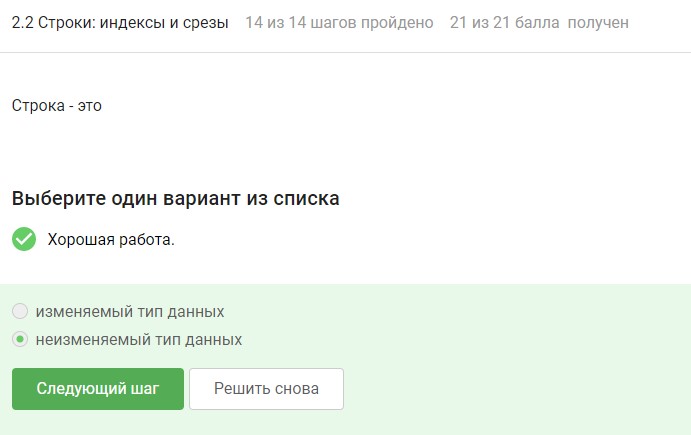 2.2 Строки: индексы и срезы 14 из 14 шагов пройдено 21 из 21 балла получен
Строка - это
Выберите один вариант из списка
Хорошая работа.
изменяемый тип данных
неизменяемый тип данных
Следующий шаг Решить снова